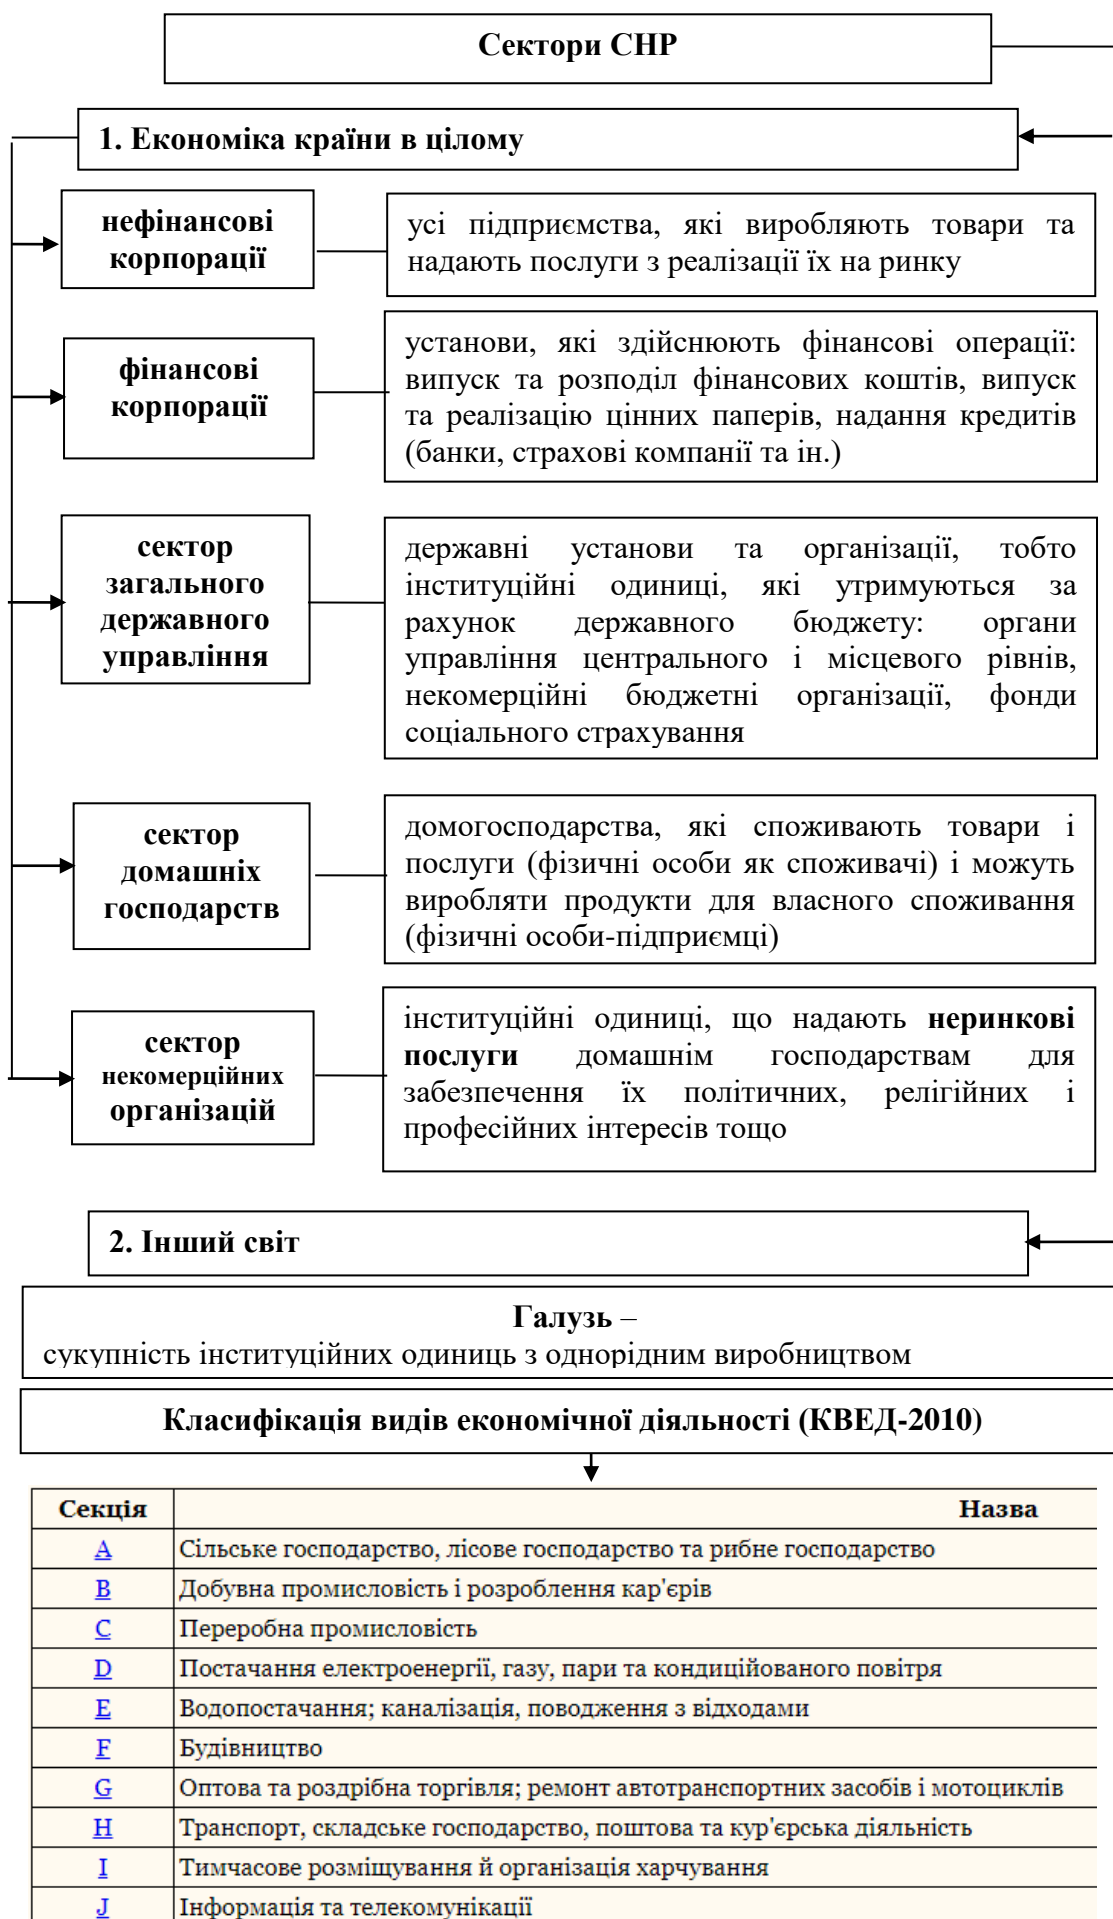 Сектори СНР
1. Економіка країни в цілому
нефінансові
корпорації
усі підприємства, які виробляють товари та
надають послуги з реалізації їх на ринку
фінансові
корпорації
установи, які здійснюють фінансові операції:
випуск та розподіл фінансових коштів, випуск
та реалізацію цінних паперів, надання кредитів
(банки, страхові компанії та ін.)
сектор
загального
державного
управління
державні установи та організації, тобто
інституційні одиниці, які утримуються за
рахунок державного бюджету: органи
управління центрального і місцевого рівнів,
некомерційні бюджетні організації, фонди
соціального страхування
сектор
домашніх
господарств
домогосподарства, які споживають товари і
послуги (фізичні особи як споживачі) і можуть
виробляти продукти для власного споживання
(фізичні особи-підприємці)
сектор
некомерційних
організацій
інституційні одиниці, що надають неринкові
послуги домашнім господарствам для
забезпечення їх політичних, релігійних і
професійних інтересів тощо
2. Інший світ
Галузь –
сукупність інституційних одиниць з однорідним виробництвом
Класифікація видів економічної діяльності (КВЕД-2010)
Секція Назва
A Сільське господарство, лісове господарство та рибне господарство
B Добувна промисловість і розроблення кар'єрів
C Переробна промисловість
D Постачання електроенергії, газу, пари та кондиційованого повітря
E Водопостачання; каналізація, поводження з відходами
F Будівництво
G Оптова та роздрібна торгівля; ремонт автотранспортних засобів і мотоциклів
H Транспорт, складське господарство, поштова та кур'єрська діяльність
I Тимчасове розміщування й організація харчування
J Інформація та телекомунікації